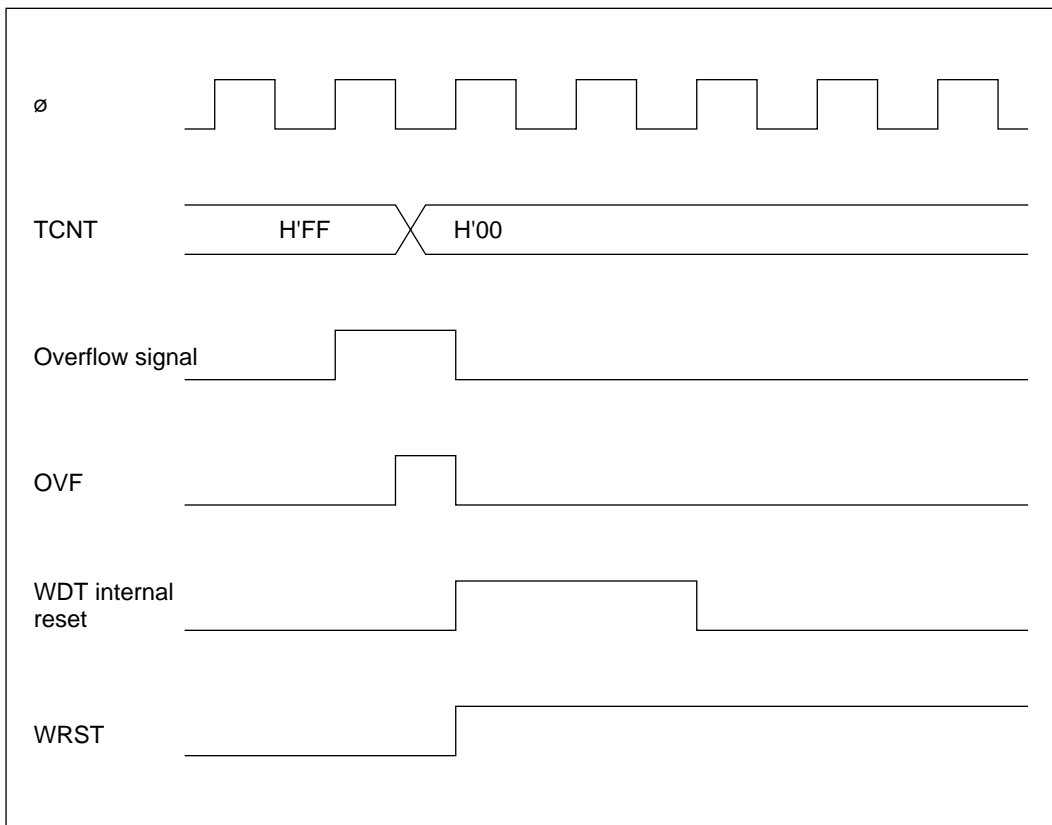 ø
TCNT
H'FF
H'00
Overflow signal
OVF
WDT internal
reset
WRST